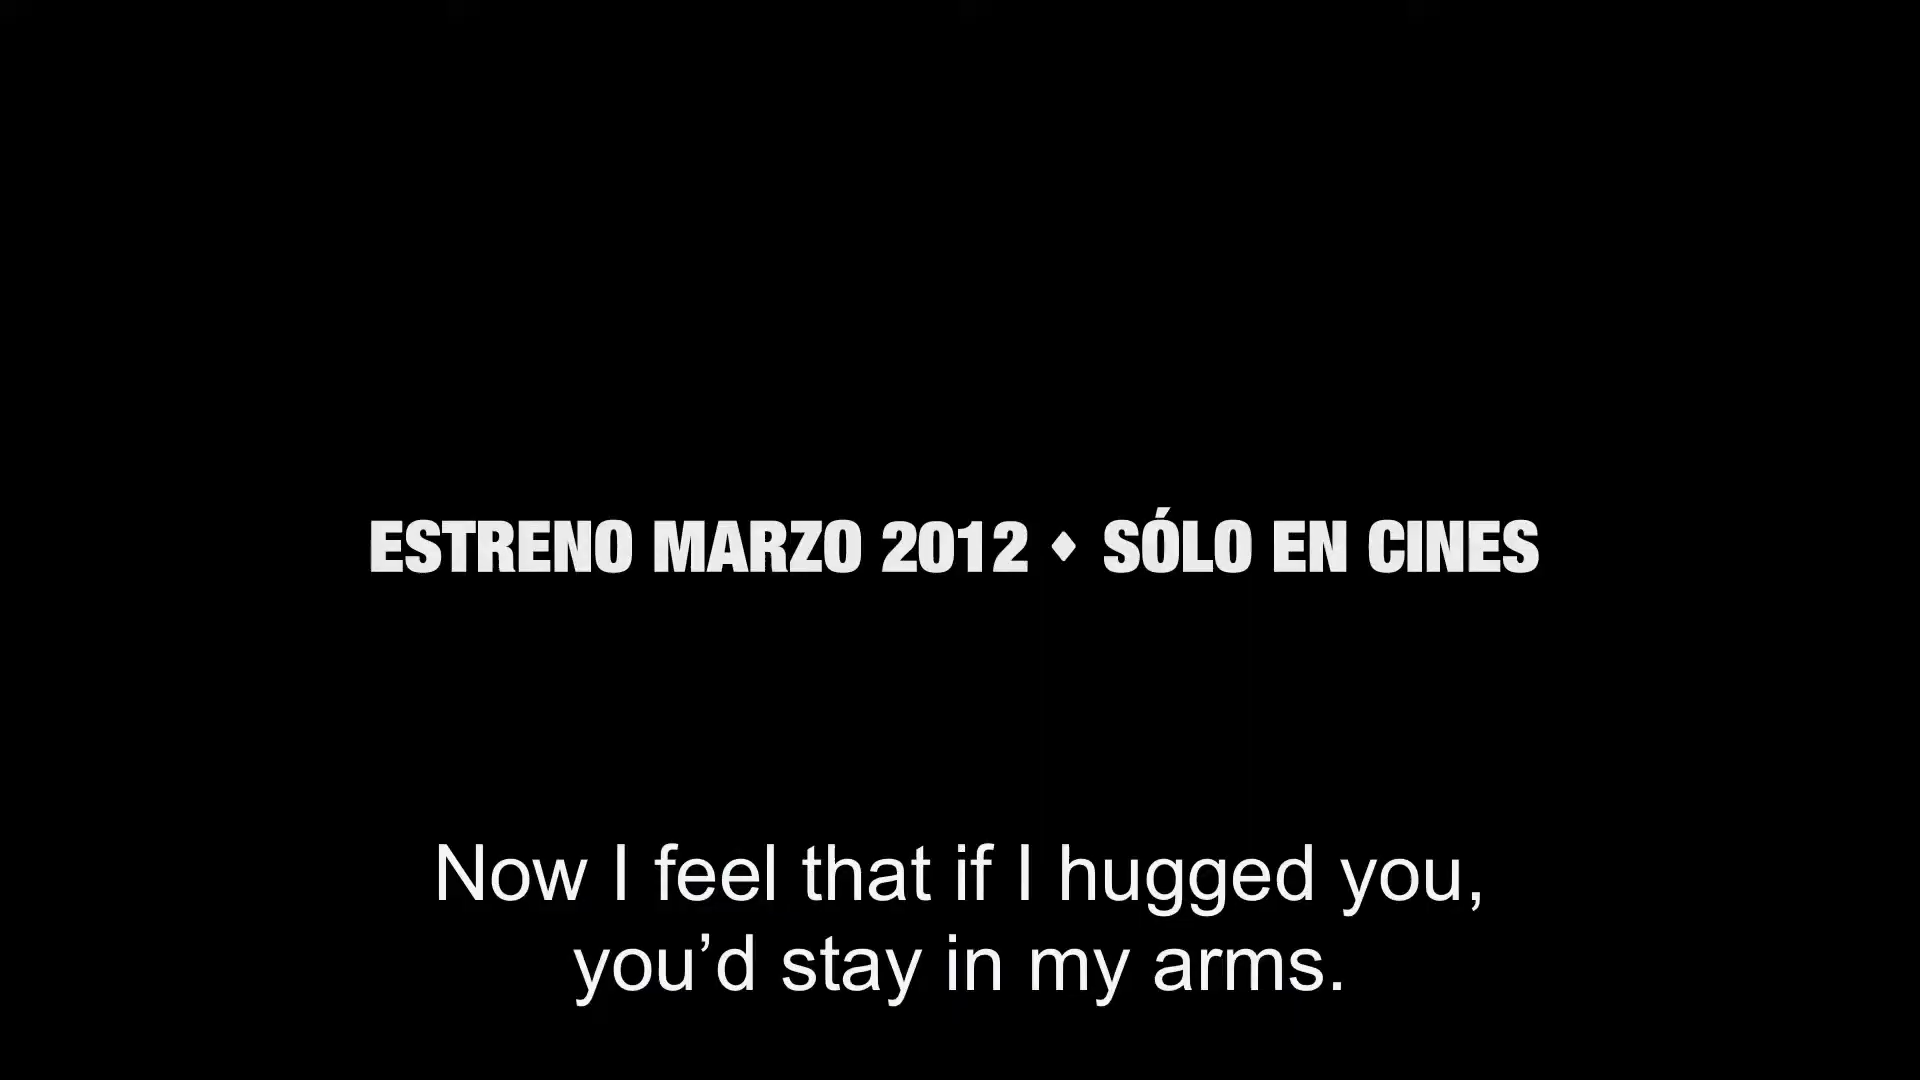 ESTRENO MARZO 2012 ♦ SÓLO EN CINES
Now I feel that if I hugged you,
you’d stay in my arms.